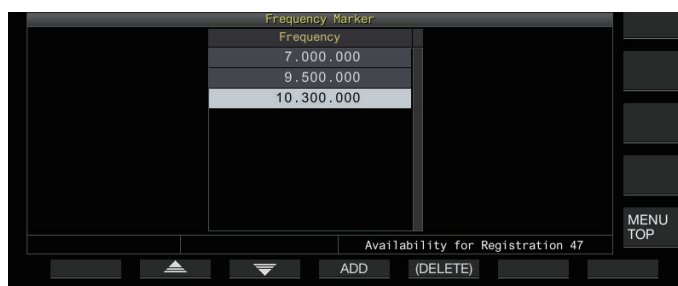 Frequency Marker
Frequency
7.000.000
9.500.000
10.300.000
MENU
TOP
Availability for Registration 47
ADD
(DELETE)